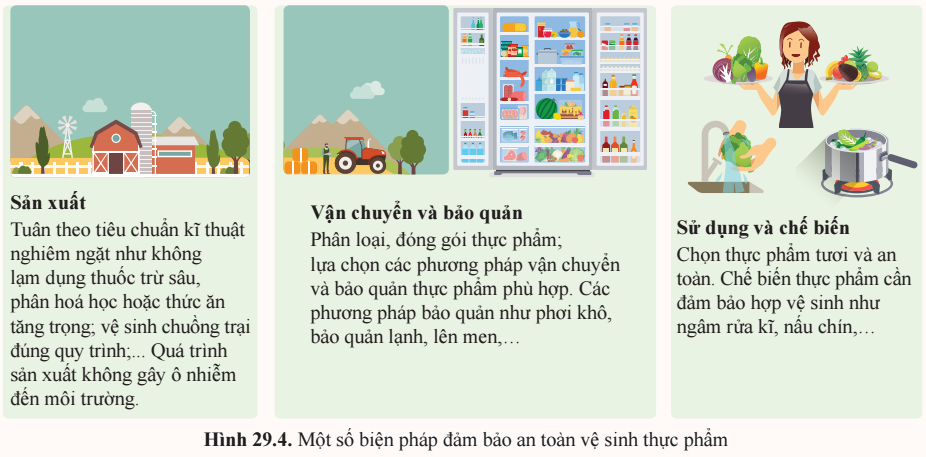 Sản xuất
Tuân theo tiêu chuẩn kĩ thuật
nghiêm ngặt như không
lạm dụng thuốc trừ sâu,
phân hoá học hoặc thức ăn
tăng trọng; vệ sinh chuồng trại
đúng quy trình;... Quá trình
sản xuất không gây ô nhiễm
đến môi trường.
Vận chuyển và bảo quản
Phân loại, đóng gói thực phẩm;
lựa chọn các phương pháp vận chuyển
và bảo quản thực phẩm phù hợp. Các
phương pháp bảo quản như phơi khô,
bảo quản lạnh, lên men,…
Sử dụng và chế biến
Chọn thực phẩm tươi và an
toàn. Chế biến thực phẩm cần
đảm bảo hợp vệ sinh như
ngâm rửa kĩ, nấu chín,…
Hình 29.4. Một số biện pháp đảm bảo an toàn vệ sinh thực phẩm